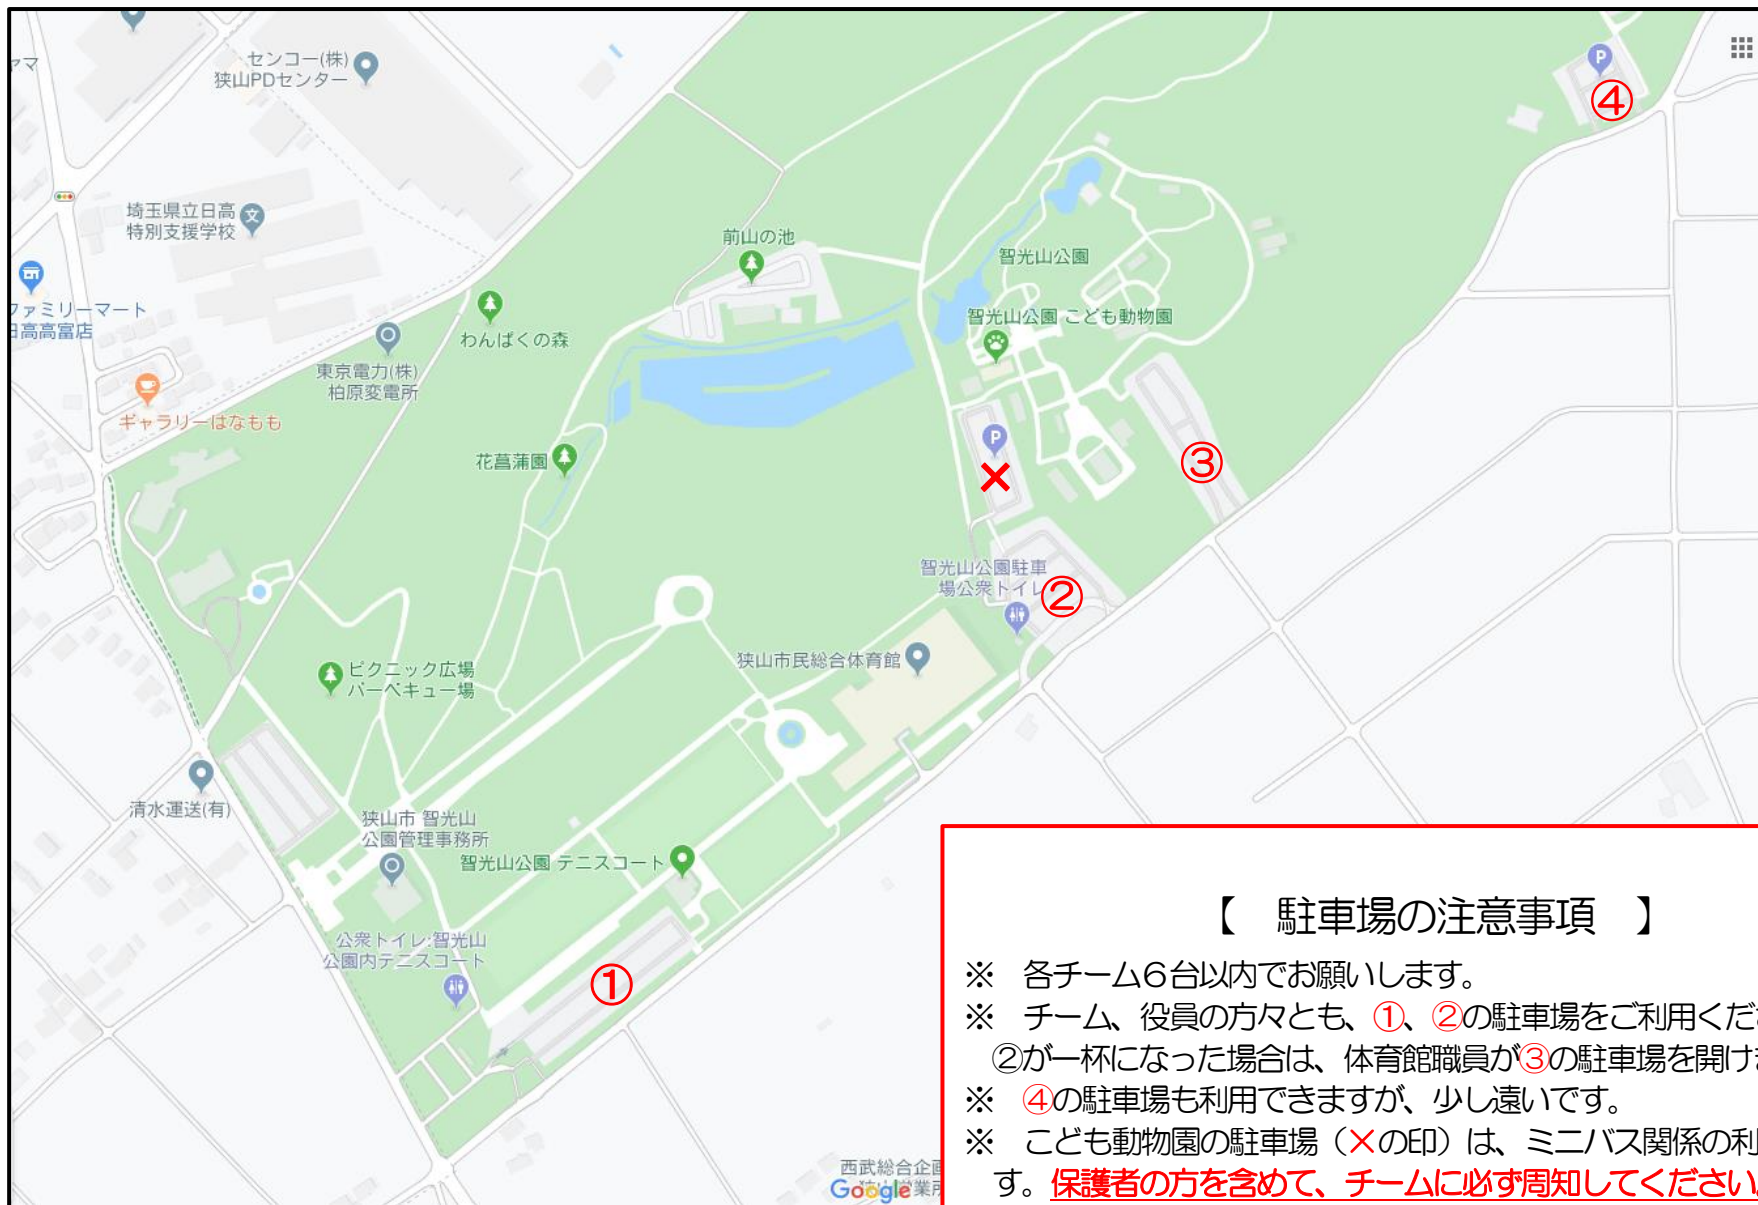 ヤマ
センコー(株)
狭山PDセンター
P
④
埼玉県立日高
特別支援学校
文
ファミリーマート
日高高富店
ギャラリーはなもも
東京電力(株)
柏原変電所
わんぱくの森
前山の池
智光山公園
智光山公園 こども動物園
花菖蒲園
P
×
③
智光山公園駐車
場公衆トイレ
②
狭山市民総合体育館
ピクニック広場
バーベキュー場
清水運送(有)
狭山市 智光山
公園管理事務所
智光山公園 テニスコート
公衆トイレ:智光山
公園内テニスコート
①
西武総合企画
Google
【 駐車場の注意事項 】
※ 各チーム6台以内でお願いします。
※ チーム、役員の方々とも、①、②の駐車場をご利用くだ
②が一杯になった場合は、体育館職員が③の駐車場を開け
※ ④の駐車場も利用できますが、少し遠いです。
※ こども動物園の駐車場（×の印）は、ミニバス関係の利
す。保護者の方を含めて、チームに必ず周知してください